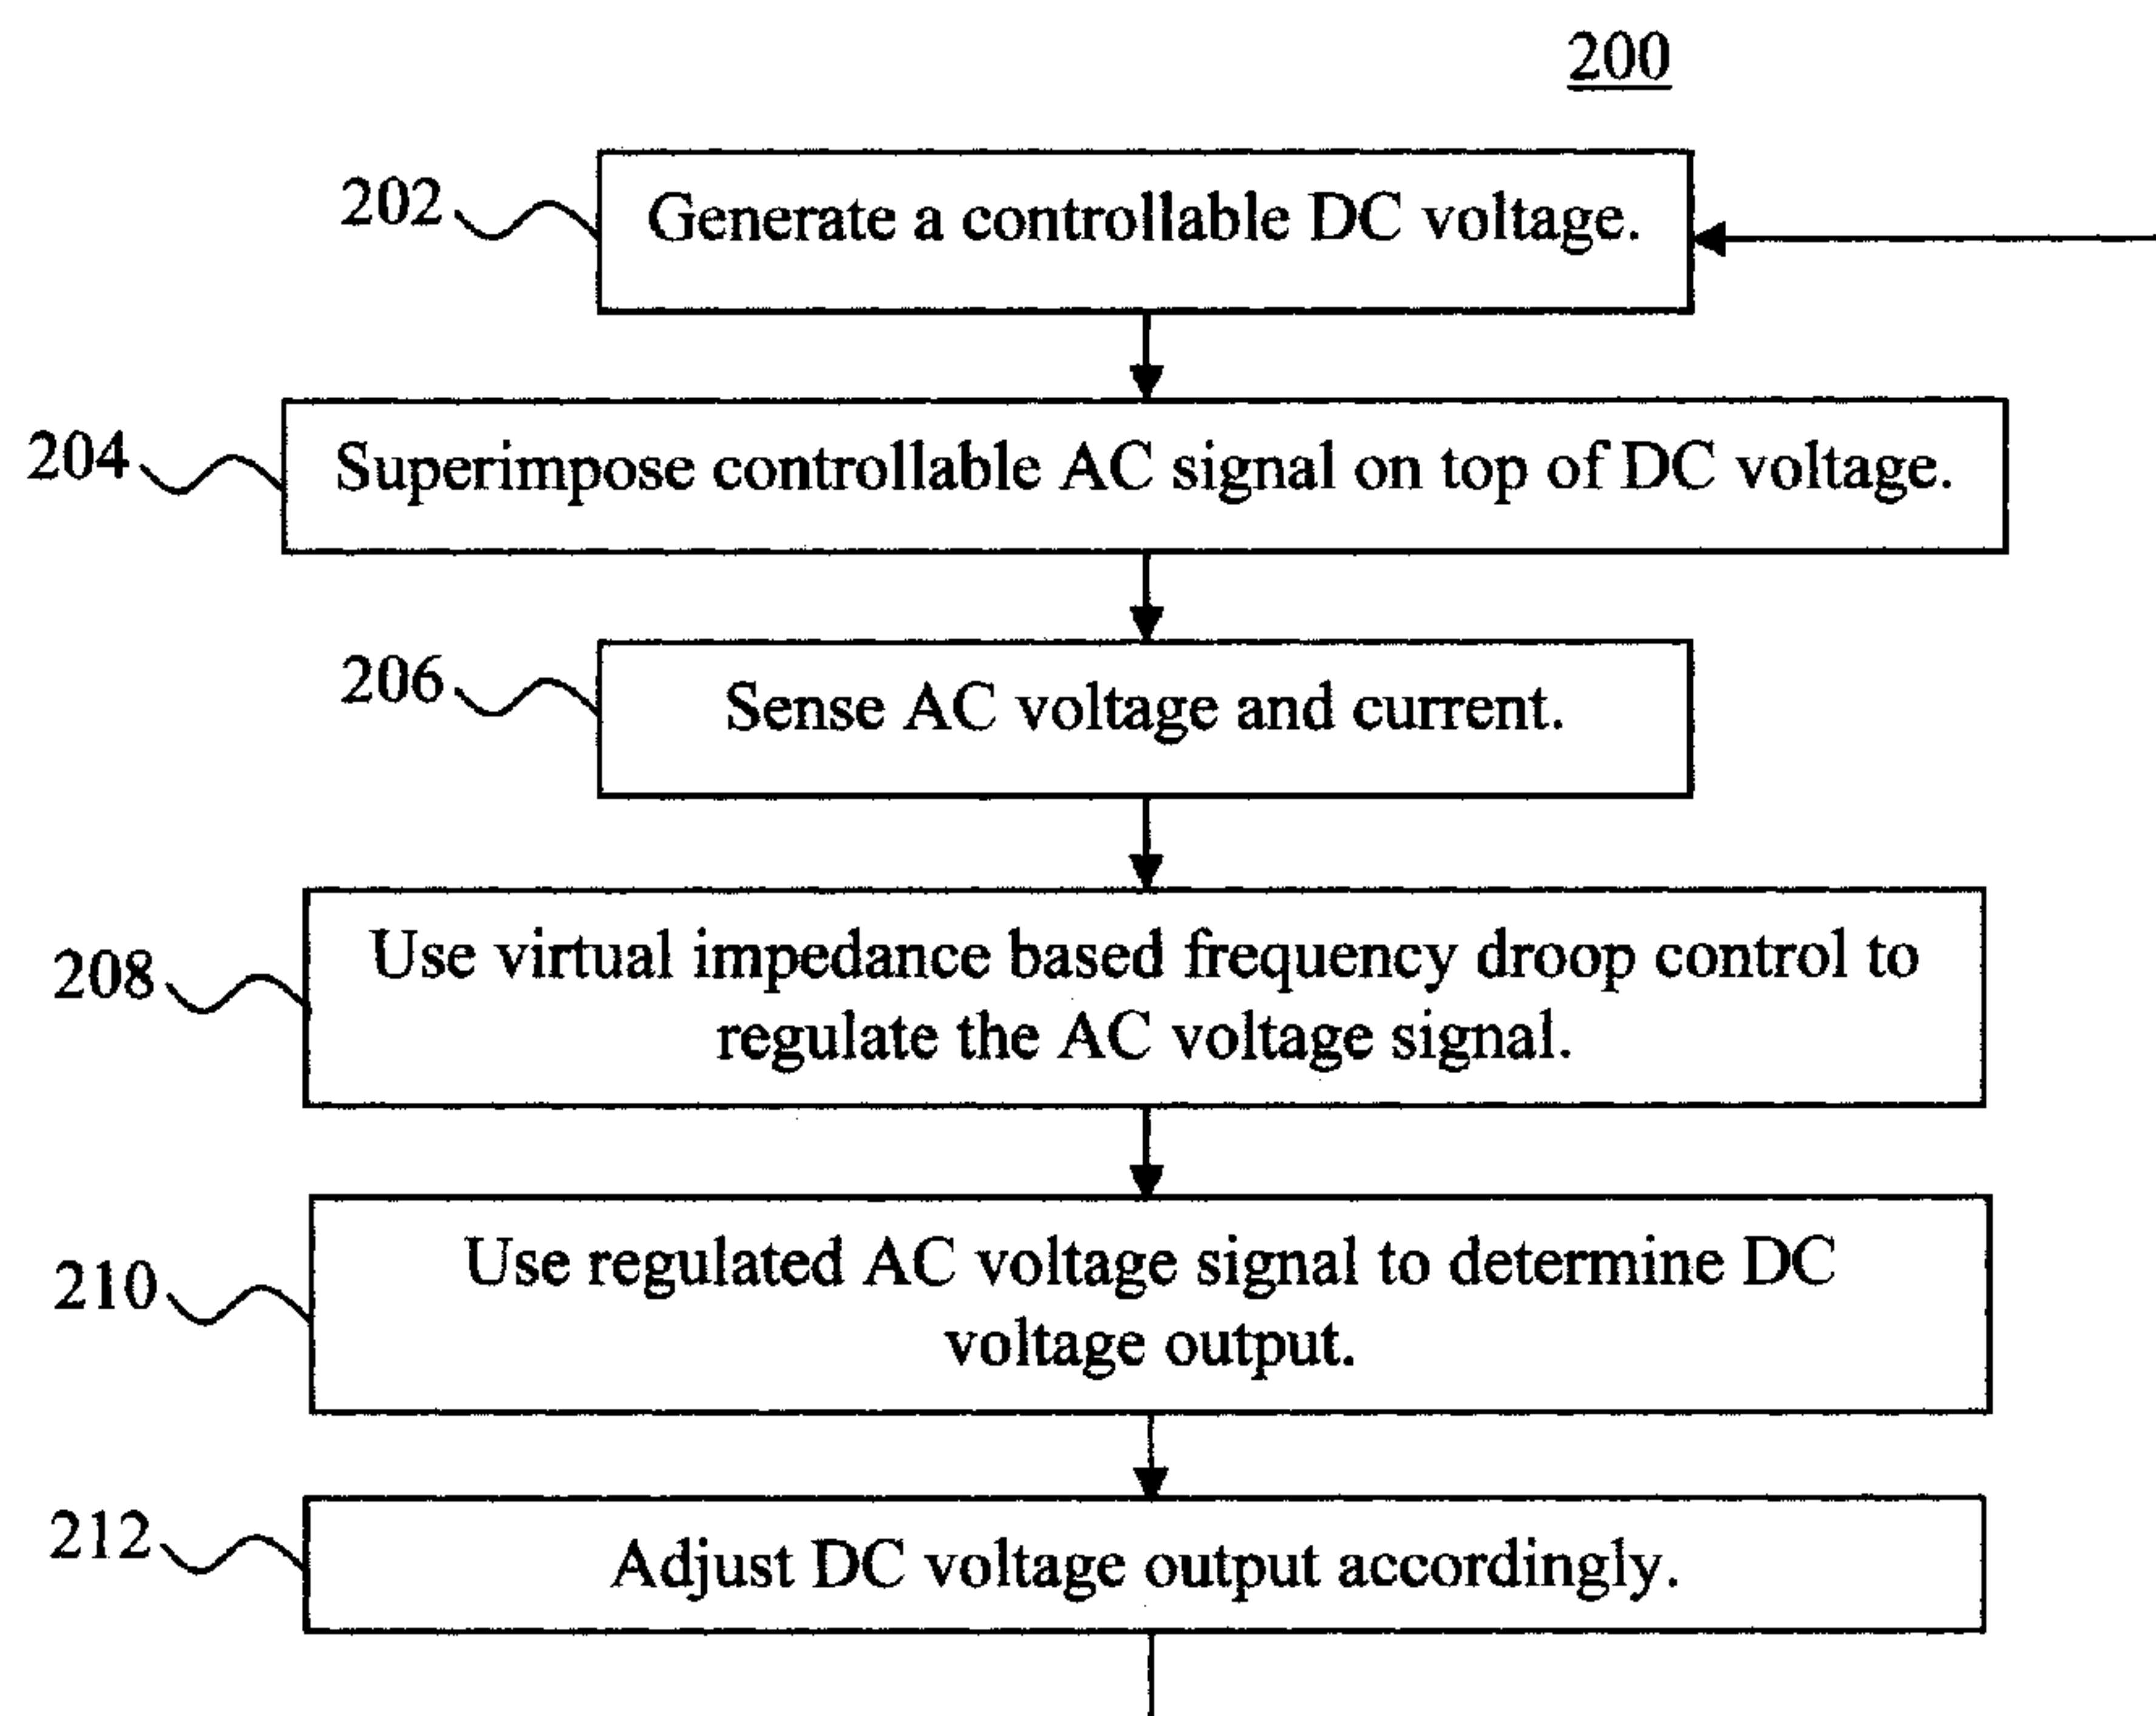 200
202
Generate a controllable DC voltage.
204
Superimpose controllable AC signal on top of DC voltage.
206
Sense AC voltage and current.
208
Use virtual impedance based frequency droop control to
regulate the AC voltage signal.
210
Use regulated AC voltage signal to determine DC
voltage output.
212
Adjust DC voltage output accordingly.